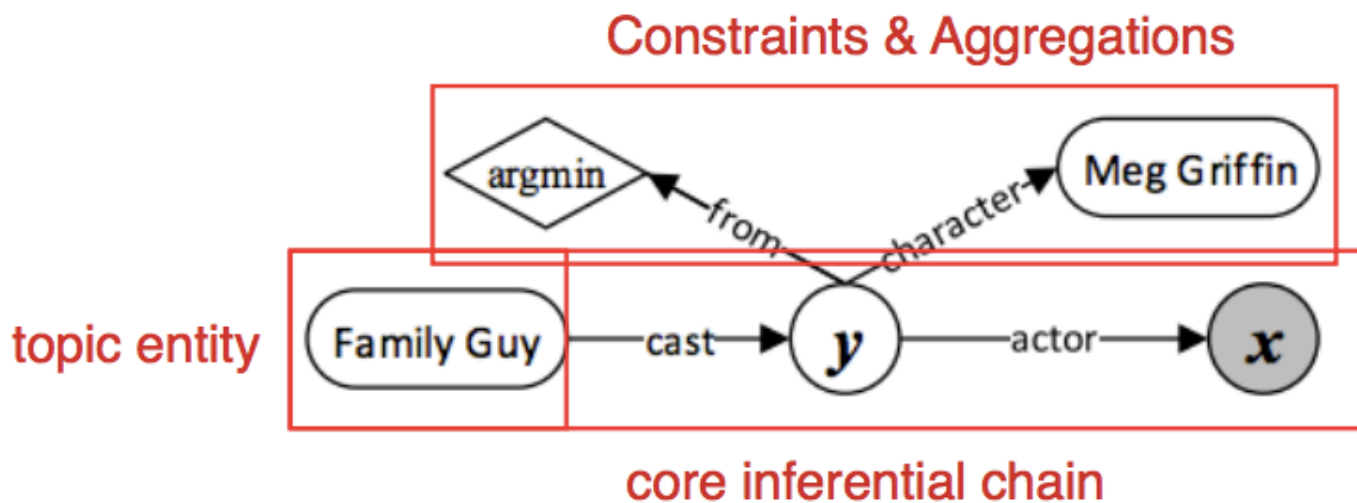 Constraints & Aggregations
argmin
Meg Griffin
from
character
topic entity
Family Guy
cast
y
actor
x
core inferential chain